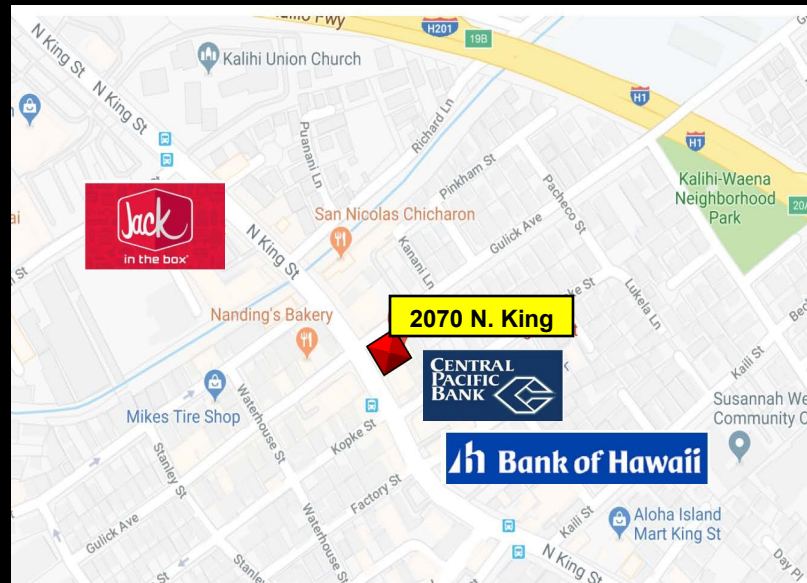 H201
19B
N King St
N King St
Kalihi Union Church
H1
H1
Richard Ln
Puanani Ln
Pinkham St
Pacheco St
Kalihi-Waena
Neighborhood
Park
Jack
in the box
San Nicolas Chicharon
N King St
Kanani Ln
Gulick Ave
Lukela Ln
Nanding's Bakery
2070 N. King
CENTRAL
PACIFIC
BANK
Kaili St
Mikes Tire Shop
Waterhouse St
Kopke St
Bank of Hawaii
Stanley St
Factory St
Gulick Ave
Waterhouse St
Kaili St
Aloha Island
Mart King St
N King St